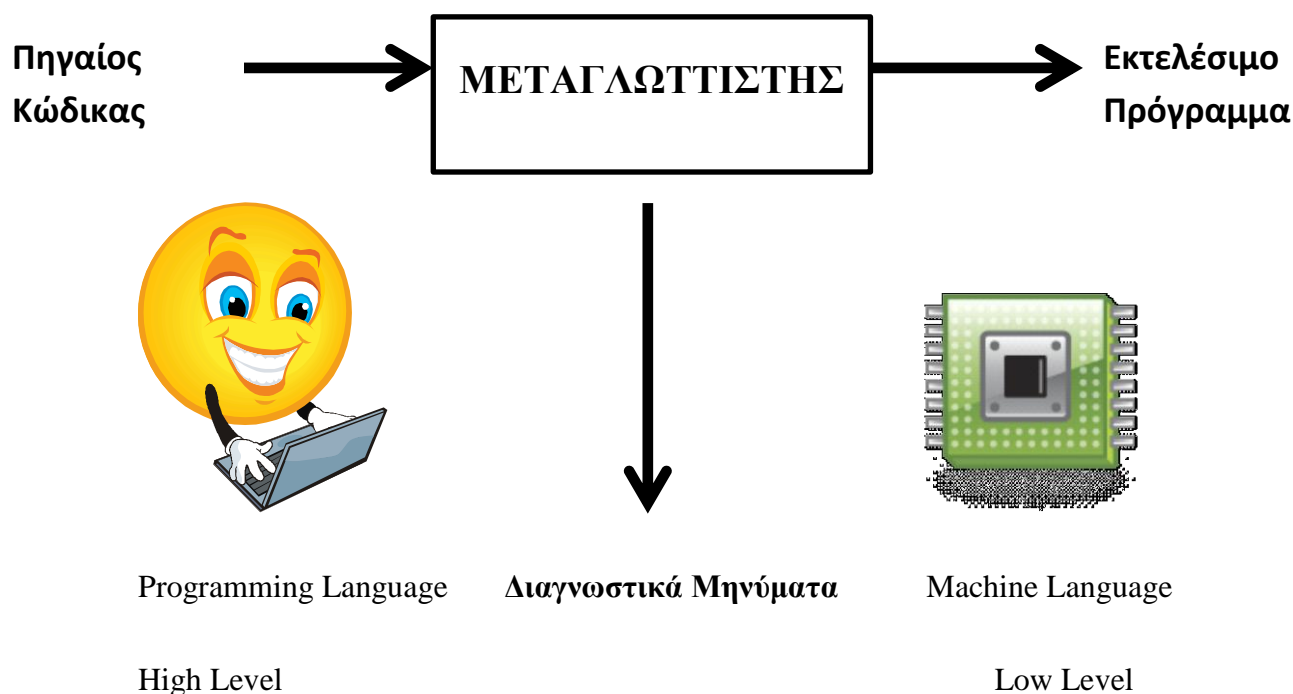 Πηγαίος
Κώδικας
ΜΕΤΑΓΛΩΤΤΙΣΤΗΣ
Εκτελέσιμο
Πρόγραμμα
Programming Language
Διαγνωστικά Μηνύματα
Machine Language
High Level
Low Level